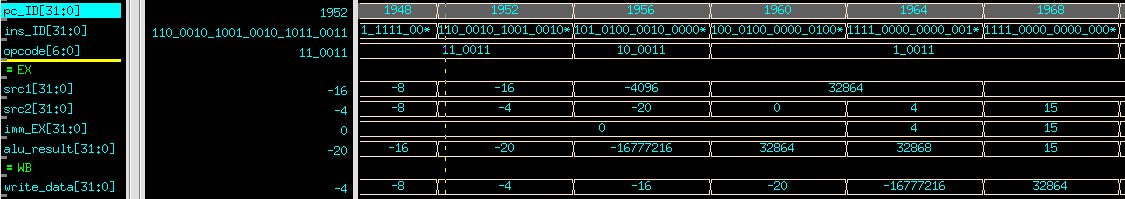 pc_ID[31:0] 1952 1948 1952 1956 1960 1964 1968
ins_ID[31:0] 110_0010_1001_0010_1011_0011 1_1111_00* 110_0010_1001_0010* 101_0100_0010_0000* 100_0100_0000_0100* 1111_0000_0000_001* 1111_0000_0000_000*
opcode[6:0] 11_0011 11_0011 10_0011 1_0011
= EX
src1[31:0] -16 -8 -16 -4096 32864
src2[31:0] -4 -8 -4 -20 0 4 15
imm_EX[31:0] 0 0 4 15
alu_result[31:0] -20 -16 -20 -16777216 32864 32868 15
= WB
write_data[31:0] -4 -8 -4 -16 -20 -16777216 32864